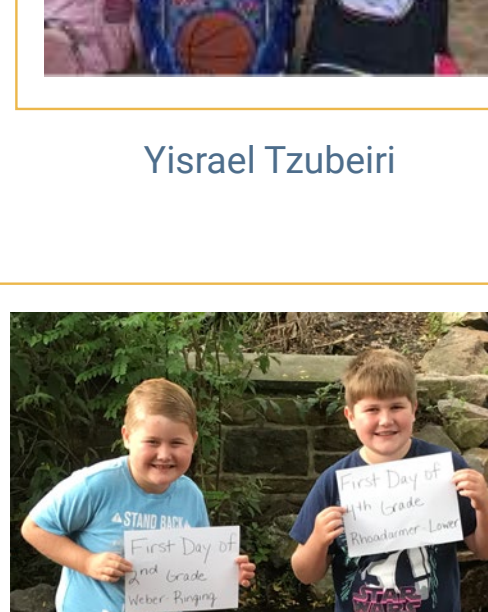 Yisrael Tzubeiri
STAND BACK
First Day of
2nd Grade
Weber Ringing
First Day of
4th Grade
Rhoadarmer-Lower
STAR
WARS